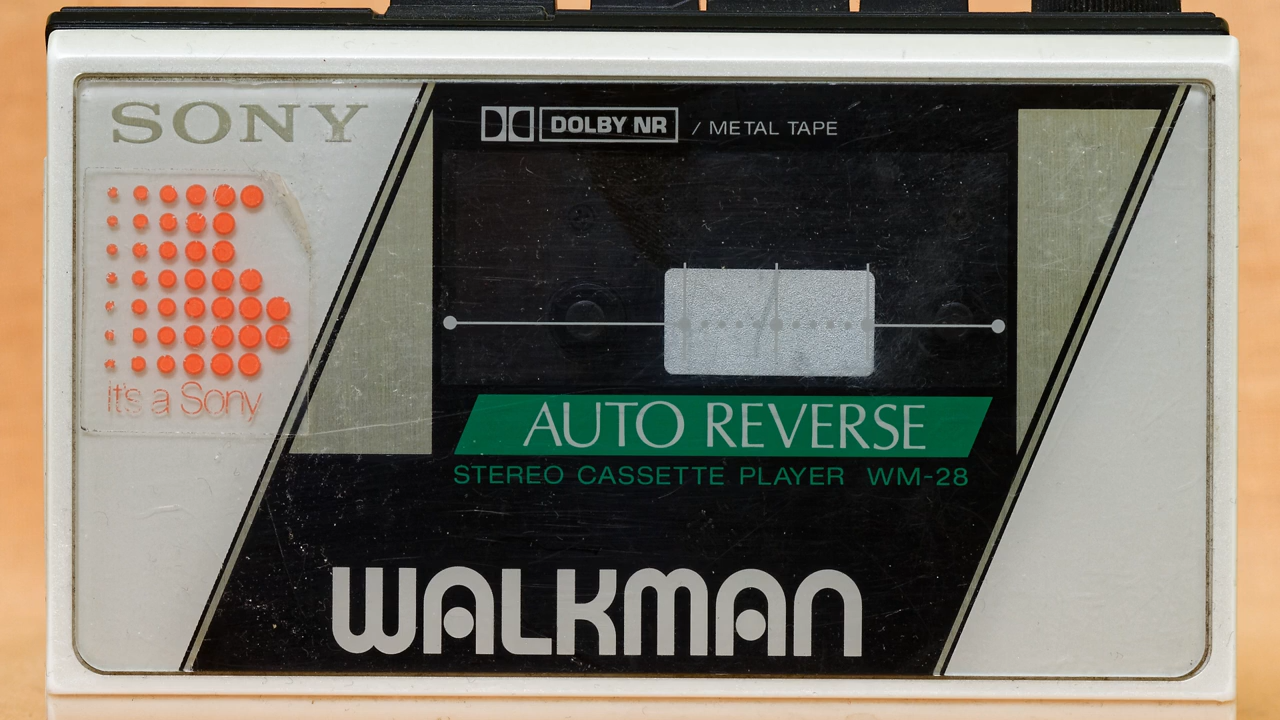 SONY
DOLBY NR / METAL TAPE
it's a Sony
AUTO REVERSE
STEREO CASSETTE PLAYER WM-28
WALKMAN